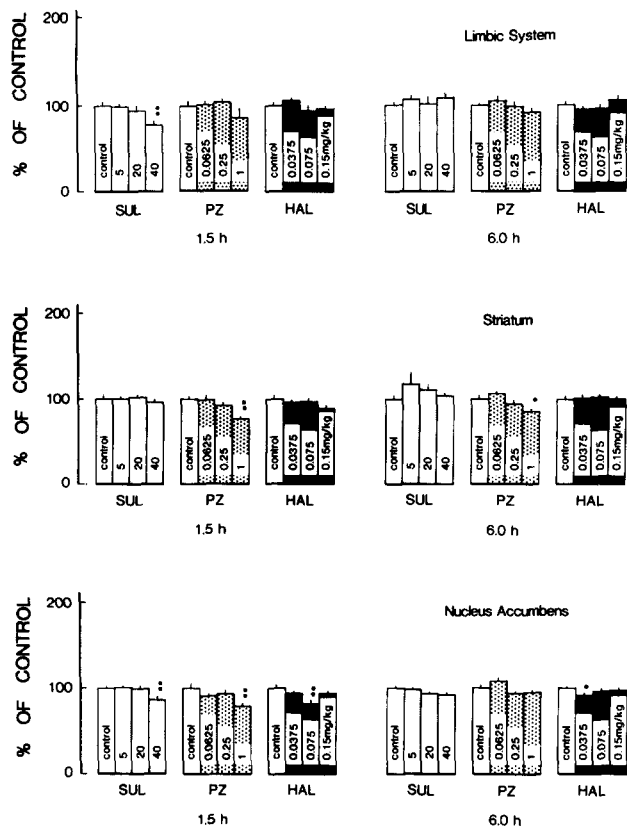 Limbic System
% OF CONTROL
200
100
0
control 5 20 40
control 0.0625 0.25 1
control 0.0375 0.075 0.15mg/kg
control 5 20 40
control 0.0625 0.25 1
control 0.0375 0.075 0.15mg/kg
SUL PZ HAL SUL PZ HAL
1.5 h 6.0 h
Striatum
% OF CONTROL
200
100
0
control 5 20 40
control 0.0625 0.25 1
control 0.0375 0.075 0.15mg/kg
control 5 20 40
control 0.0625 0.25 1
control 0.0375 0.075 0.15mg/kg
SUL PZ HAL SUL PZ HAL
1.5 h 6.0 h
Nucleus Accumbens
% OF CONTROL
200
100
0
control 5 20 40
control 0.0625 0.25 1
control 0.0375 0.075 0.15mg/kg
control 5 20 40
control 0.0625 0.25 1
control 0.0375 0.075 0.15mg/kg
SUL PZ HAL SUL PZ HAL
1.5 h 6.0 h